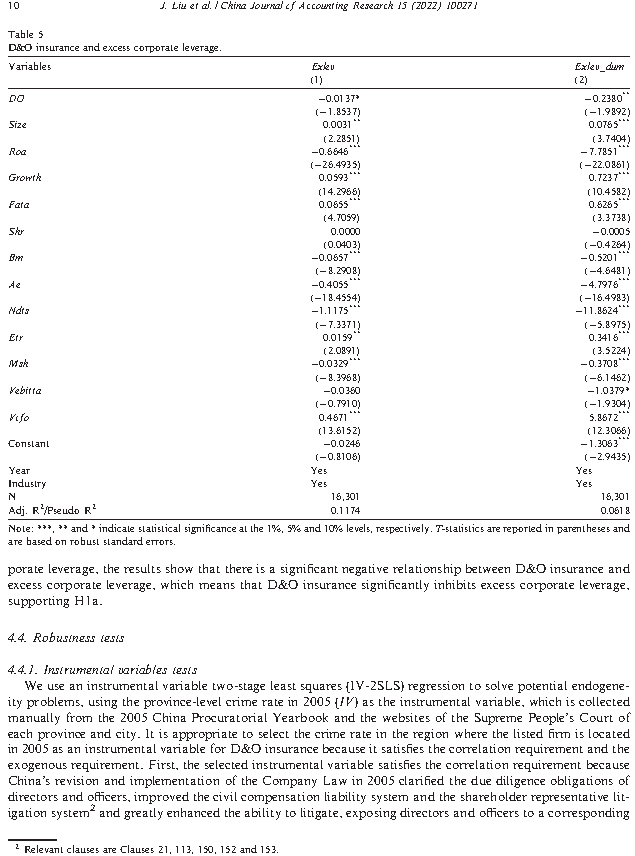 10 J. Liu et al. / China Journal of Accounting Research 15 (2022) 100271
Table 5
D&O insurance and excess corporate leverage.
Variables Exlev Exlev_dum
(1) (2)
DO −0.0137* −0.2380**
(−1.8537) (−1.9892)
Size 0.0031** 0.0765***
(2.2851) (3.7404)
Roa −0.6646*** −7.7851***
(−26.4935) (−22.0861)
Growth 0.0593*** 0.7237***
(14.2966) (10.4582)
Fata 0.0655*** 0.6265***
(4.7059) (3.3738)
Shr 0.0000 −0.0005
(0.0403) (−0.4264)
Bm −0.0657*** −0.5201***
(−8.2908) (−4.6481)
Ae −0.4055*** −4.7976***
(−18.4554) (−16.4983)
Ndts −1.1175*** −11.8624***
(−7.3371) (−5.8975)
Etr 0.0159** 0.3416***
(2.0891) (3.5224)
Msh −0.0329*** −0.3708***
(−8.3968) (−6.1462)
Vebitta −0.0360 −1.0379*
(−0.7910) (−1.9304)
Vcfo 0.4671*** 5.8672***
(13.6152) (12.3066)
Constant −0.0246 −1.3063***
(−0.8106) (−2.9435)
Year Yes Yes
Industry Yes Yes
N 16,301 16,301
Adj. R²/Pseudo R² 0.1174 0.0618
Note: ***, ** and * indicate statistical significance at the 1%, 5% and 10% levels, respectively. T-statistics are reported in parentheses and
are based on robust standard errors.
porate leverage, the results show that there is a significant negative relationship between D&O insurance and
excess corporate leverage, which means that D&O insurance significantly inhibits excess corporate leverage,
supporting H1a.
4.4. Robustness tests
4.4.1. Instrumental variables tests
We use an instrumental variable two-stage least squares (IV-2SLS) regression to solve potential endogene-
ity problems, using the province-level crime rate in 2005 (IV) as the instrumental variable, which is collected
manually from the 2005 China Procuratorial Yearbook and the websites of the Supreme People's Court of
each province and city. It is appropriate to select the crime rate in the region where the listed firm is located
in 2005 as an instrumental variable for D&O insurance because it satisfies the correlation requirement and the
exogenous requirement. First, the selected instrumental variable satisfies the correlation requirement because
China's revision and implementation of the Company Law in 2005 clarified the due diligence obligations of
directors and officers, improved the civil compensation liability system and the shareholder representative lit-
igation system² and greatly enhanced the ability to litigate, exposing directors and officers to a corresponding
² Relevant clauses are Clauses 21, 113, 150, 152 and 153.